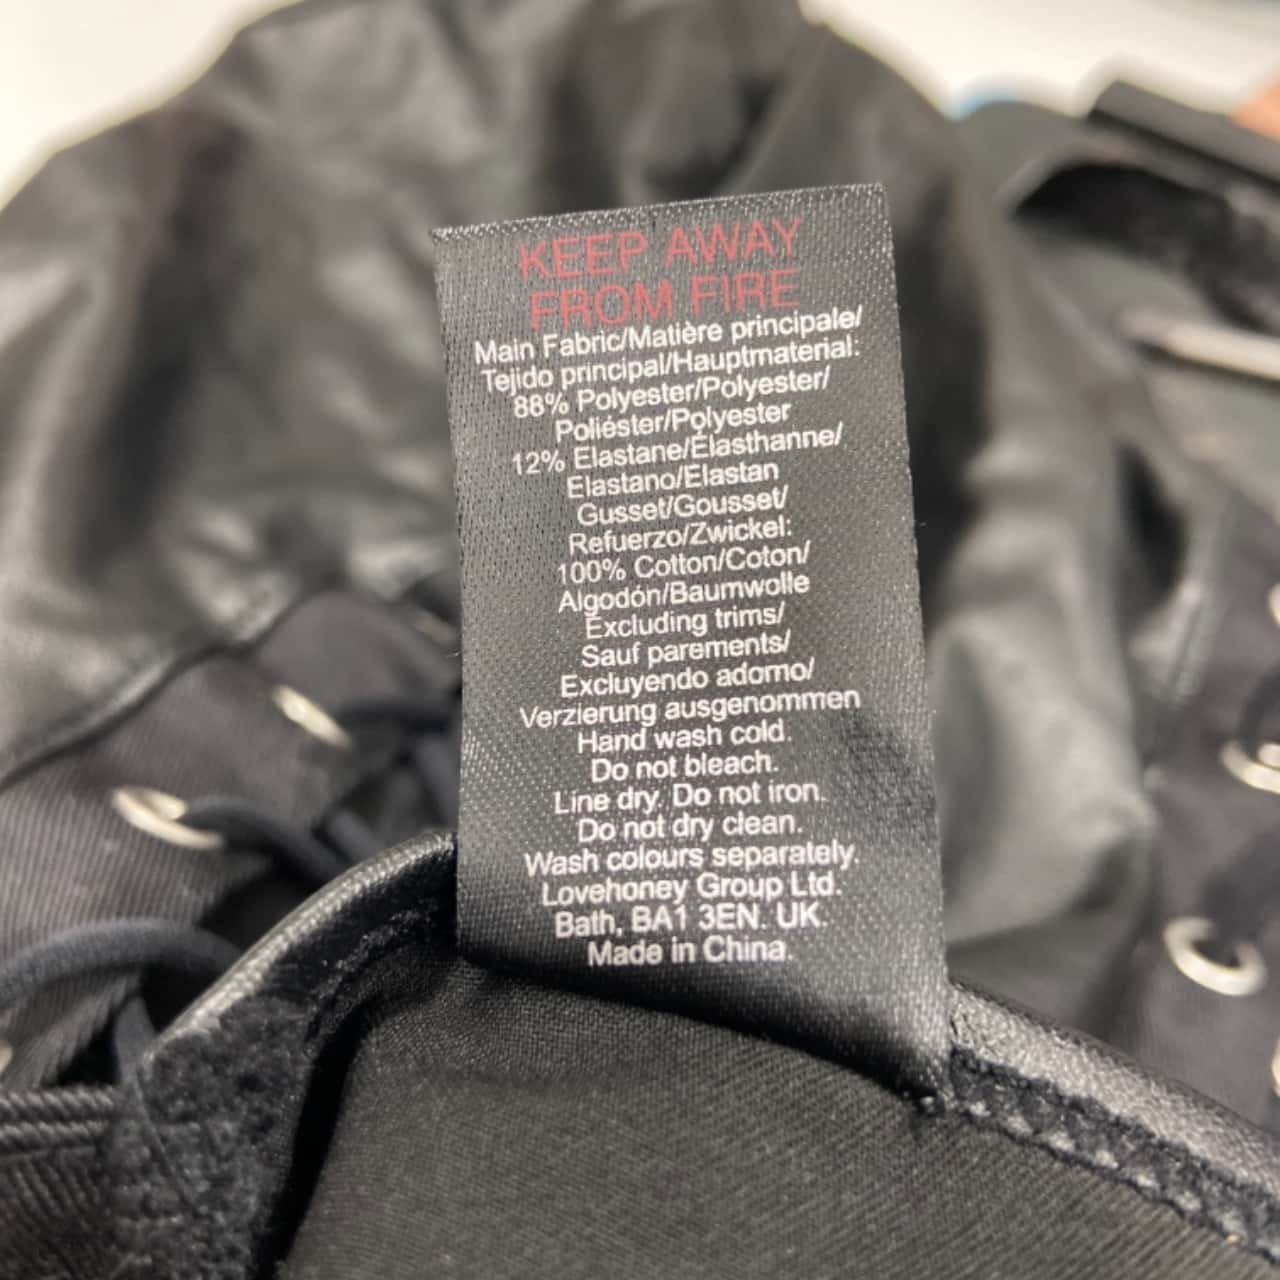 KEEP AWAY
FROM FIRE
Main Fabric/Matière principale/
Tejido principal/Hauptmaterial:
88% Polyester/Polyester/
Poliéster/Polyester
12% Elastane/Élasthanne/
Elastano/Elastan
Gusset/Gousset/
Refuerzo/Zwickel:
100% Cotton/Coton/
Algodón/Baumwolle
Excluding trims/
Sauf parements/
Excluyendo adorno/
Verzierung ausgenommen
Hand wash cold.
Do not bleach.
Line dry. Do not iron.
Do not dry clean.
Wash colours separately.
Lovehoney Group Ltd.
Bath, BA1 3EN. UK.
Made in China.